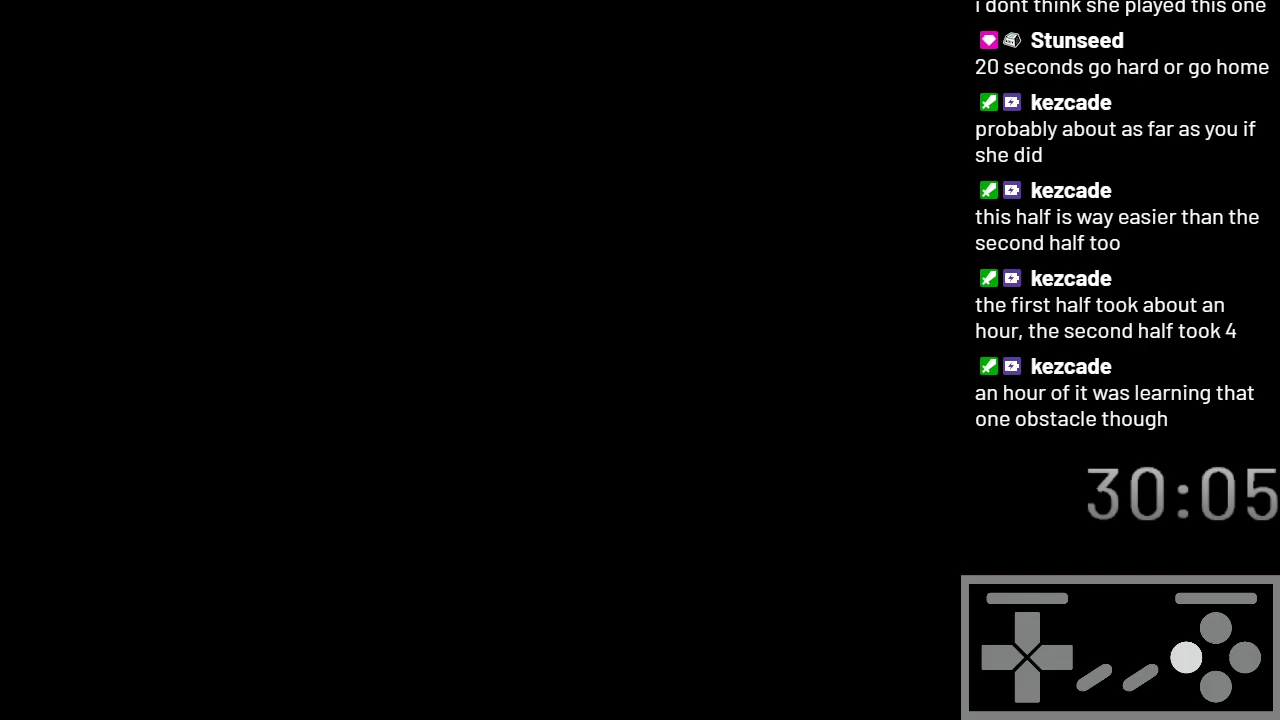 i dont think she played this one
Stunseed
20 seconds go hard or go home
kezcade
probably about as far as you if
she did
kezcade
this half is way easier than the
second half too
kezcade
the first half took about an
hour, the second half took 4
kezcade
an hour of it was learning that
one obstacle though
30:05